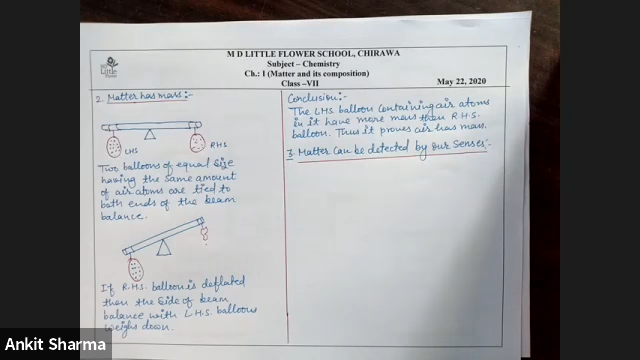 M D LITTLE FLOWER SCHOOL, CHIRAWA
Subject – Chemistry
Ch.: I (Matter and its composition)
Class –VII
May 22, 2020
Little
2. Matter has mass:-
LHS
R.H.S.
Two balloons of equal size
having the same amount
of air atoms are tied to
both ends of the beam
balance.
If R.H.S. balloon is deflated
then the side of beam
balance with L.H.S. balloons
weighs down.
Conclusion:-
The L.H.S. balloon containing air atoms
in it have more mass than R.H.S.
balloon. Thus it proves air has mass.
3. Matter Can be detected by our Senses:-
Ankit Sharma